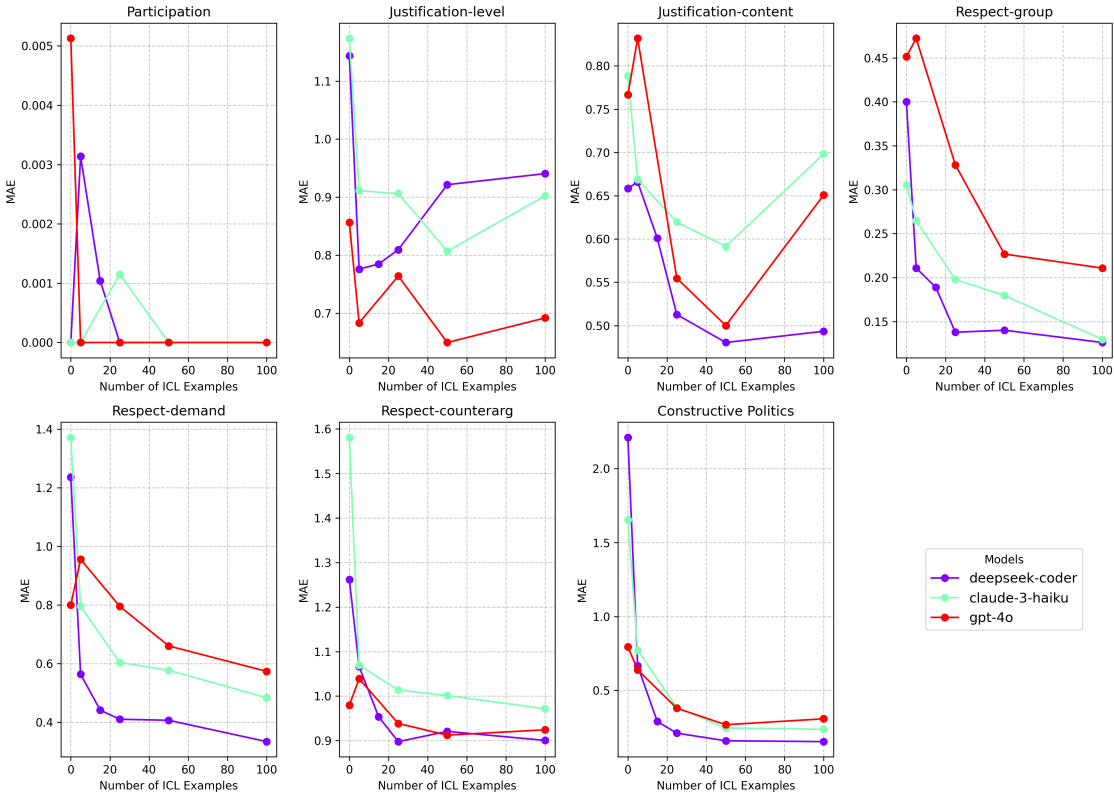 Participation
MAE
0.005
0.004
0.003
0.002
0.001
0.000
0 20 40 60 80 100
Number of ICL Examples
Justification-level
MAE
1.1
1.0
0.9
0.8
0.7
0 20 40 60 80 100
Number of ICL Examples
Justification-content
MAE
0.80
0.75
0.70
0.65
0.60
0.55
0.50
0 20 40 60 80 100
Number of ICL Examples
Respect-group
MAE
0.45
0.40
0.35
0.30
0.25
0.20
0.15
0 20 40 60 80 100
Number of ICL Examples
Respect-demand
MAE
1.4
1.2
1.0
0.8
0.6
0.4
0 20 40 60 80 100
Number of ICL Examples
Respect-counterarg
MAE
1.6
1.5
1.4
1.3
1.2
1.1
1.0
0.9
0 20 40 60 80 100
Number of ICL Examples
Constructive Politics
MAE
2.0
1.5
1.0
0.5
0 20 40 60 80 100
Number of ICL Examples
Models
deepseek-coder
claude-3-haiku
gpt-4o